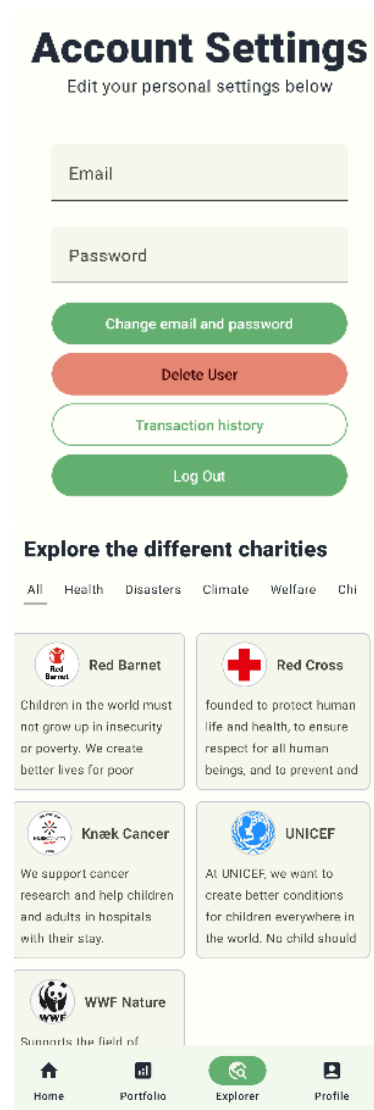 Account Settings
Edit your personal settings below
Email
Password
Change email and password
Delete User
Transaction history
Log Out
Explore the different charities
All Health Disasters Climate Welfare Chi
Red Barnet
Red Barnet
Children in the world must
not grow up in insecurity
or poverty. We create
better lives for poor
Red Cross
founded to protect human
life and health, to ensure
respect for all human
beings, and to prevent and
Knæk Cancer
We support cancer
research and help children
and adults in hospitals
with their stay.
UNICEF
At UNICEF, we want to
create better conditions
for children everywhere in
the world. No child should
WWF
WWF Nature
Supports the field of
Home Portfolio Explorer Profile